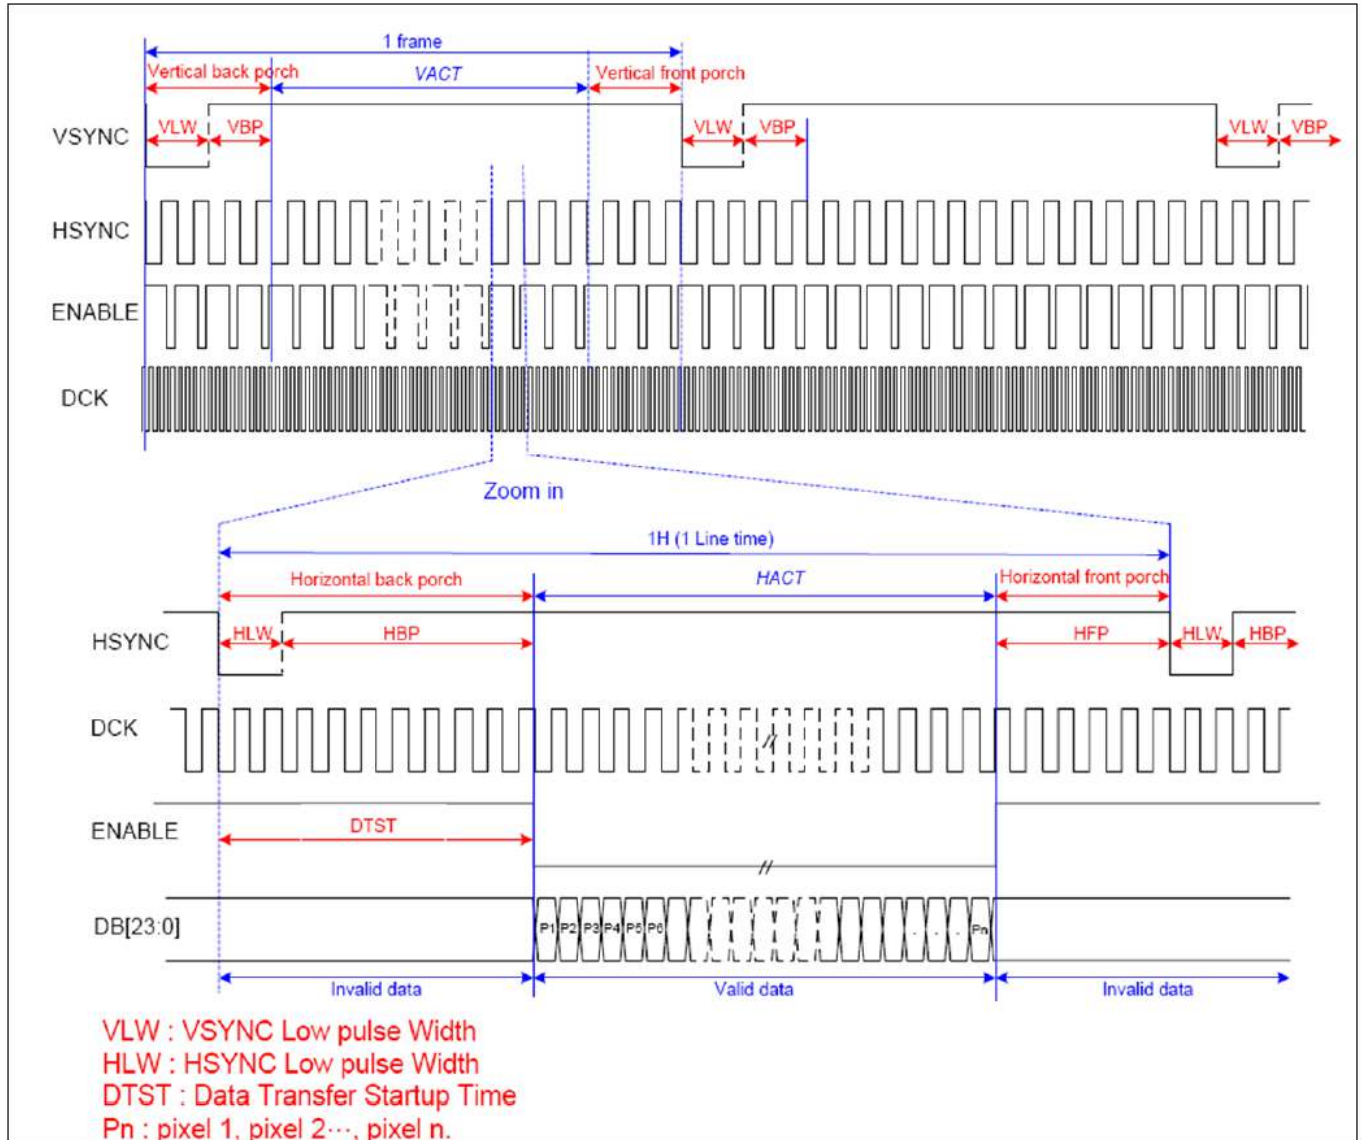 1 frame
Vertical back porch VACT Vertical front porch
VSYNC VLW VBP VLW VBP VLW VBP
HSYNC
ENABLE
DCK
Zoom in
1H (1 Line time)
Horizontal back porch HACT Horizontal front porch
HSYNC HLW HBP HFP HLW HBP
DCK //
ENABLE DTST
//
DB[23:0] P1 P2 P3 P4 P5 P6 . . . Pn
Invalid data Valid data Invalid data
VLW : VSYNC Low pulse Width
HLW : HSYNC Low pulse Width
DTST : Data Transfer Startup Time
Pn : pixel 1, pixel 2···, pixel n.